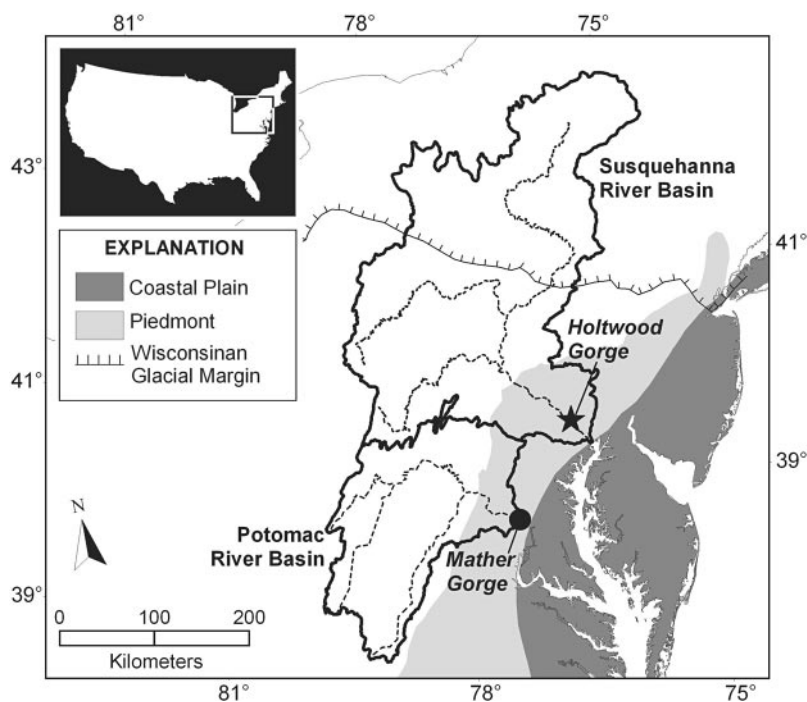 81°
78°
75°
43°
Susquehanna
River Basin
41°
EXPLANATION
Coastal Plain
Piedmont
Wisconsinan
Glacial Margin
Holtwood
Gorge
41°
39°
N
Potomac
River Basin
Mather
Gorge
39°
0 100 200
Kilometers
81°
78°
75°